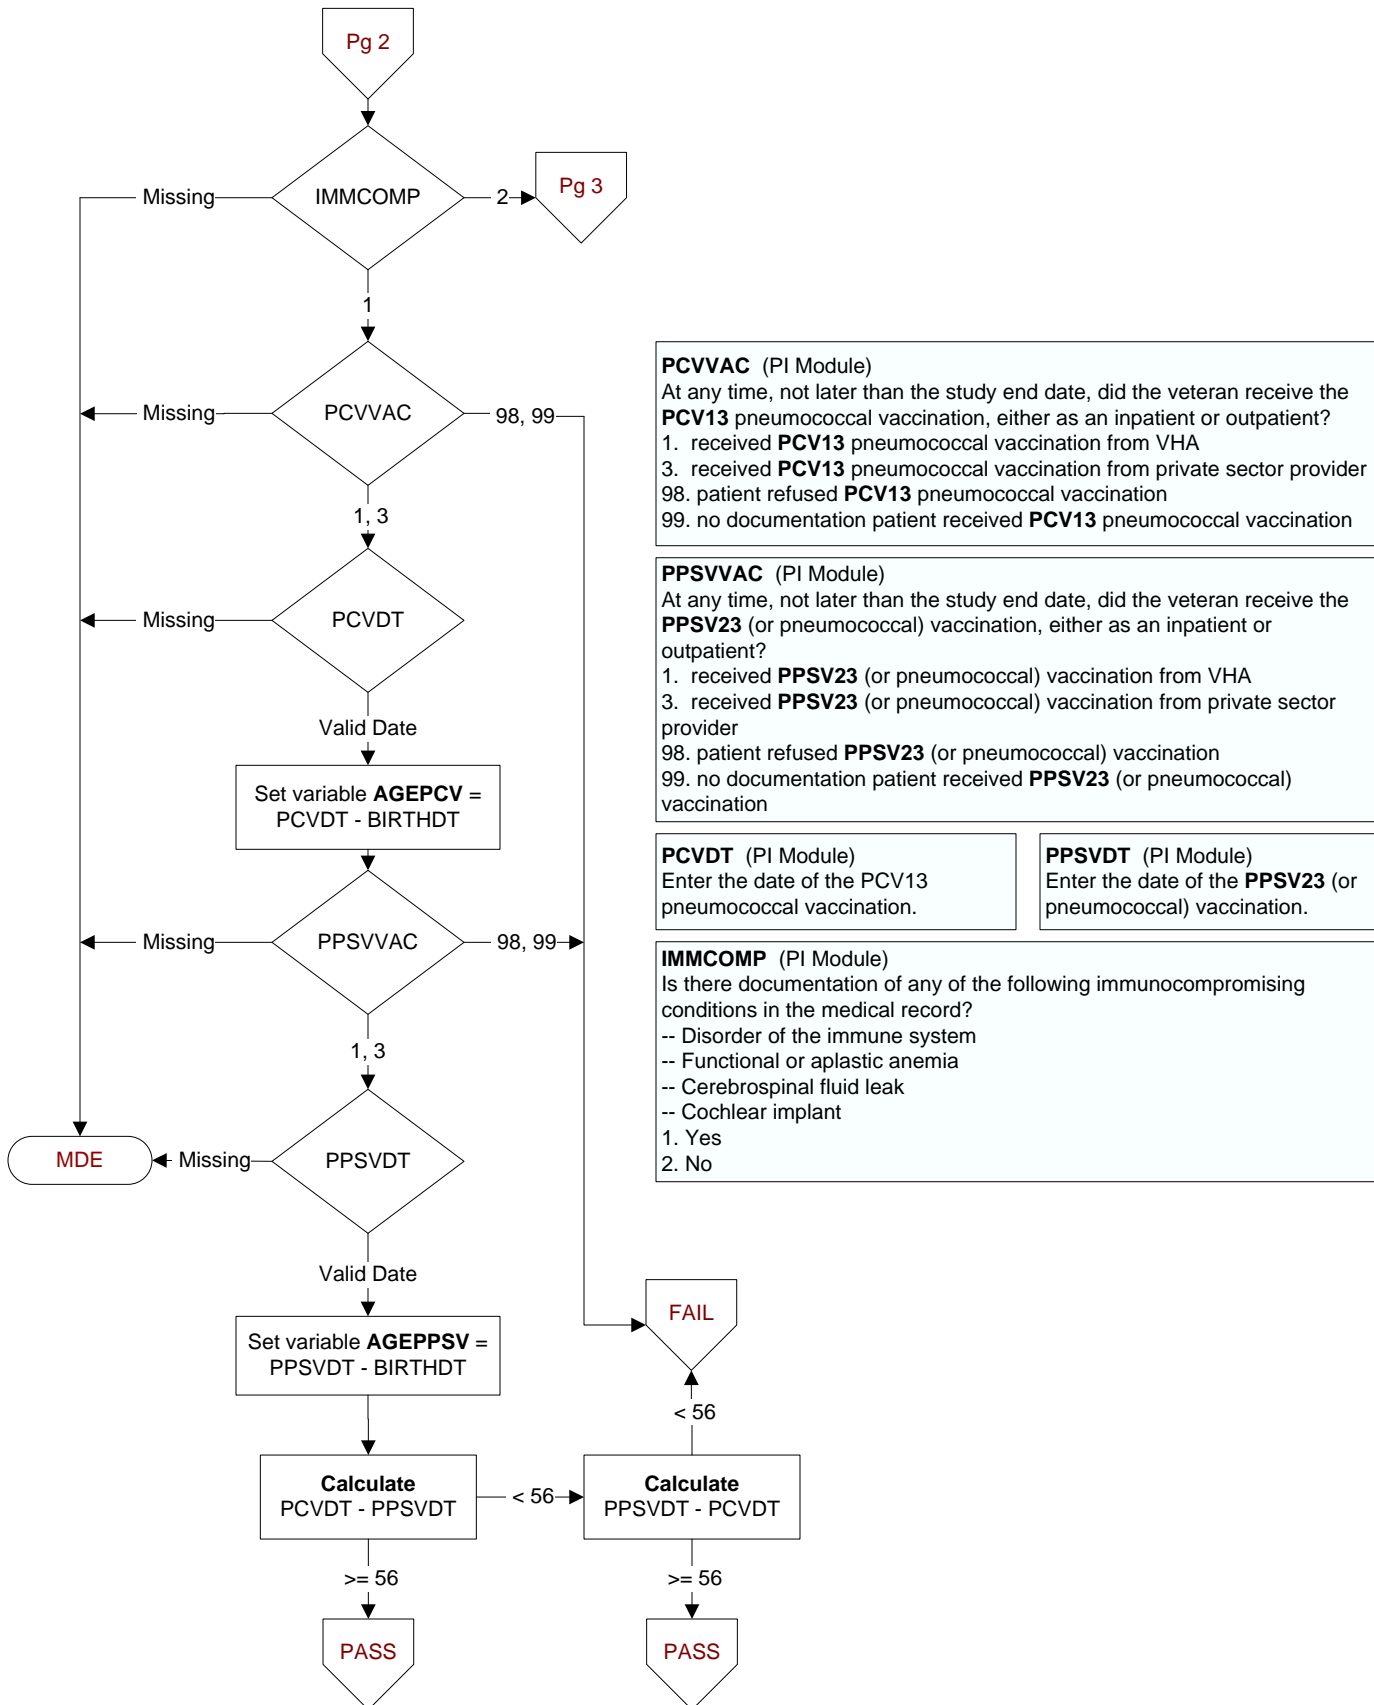 Pg 2
IMMCOMP
Missing
2
Pg 3
1
PCVVAC
Missing
98, 99
1, 3
PCVDT
Missing
Valid Date
Set variable AGEPCV =
PCVDT - BIRTHDT
PPSVVAC
Missing
98, 99
1, 3
PPSVDT
Missing
MDE
Valid Date
Set variable AGEPPSV =
PPSVDT - BIRTHDT
FAIL
< 56
Calculate
PCVDT - PPSVDT
< 56
Calculate
PPSVDT - PCVDT
>= 56
>= 56
PASS
PASS
PCVVAC (PI Module)
At any time, not later than the study end date, did the veteran receive the
PCV13 pneumococcal vaccination, either as an inpatient or outpatient?
1. received PCV13 pneumococcal vaccination from VHA
3. received PCV13 pneumococcal vaccination from private sector provider
98. patient refused PCV13 pneumococcal vaccination
99. no documentation patient received PCV13 pneumococcal vaccination
PPSVVAC (PI Module)
At any time, not later than the study end date, did the veteran receive the
PPSV23 (or pneumococcal) vaccination, either as an inpatient or
outpatient?
1. received PPSV23 (or pneumococcal) vaccination from VHA
3. received PPSV23 (or pneumococcal) vaccination from private sector
provider
98. patient refused PPSV23 (or pneumococcal) vaccination
99. no documentation patient received PPSV23 (or pneumococcal)
vaccination
PCVDT (PI Module)
Enter the date of the PCV13
pneumococcal vaccination.
PPSVDT (PI Module)
Enter the date of the PPSV23 (or
pneumococcal) vaccination.
IMMCOMP (PI Module)
Is there documentation of any of the following immunocompromising
conditions in the medical record?
-- Disorder of the immune system
-- Functional or aplastic anemia
-- Cerebrospinal fluid leak
-- Cochlear implant
1. Yes
2. No